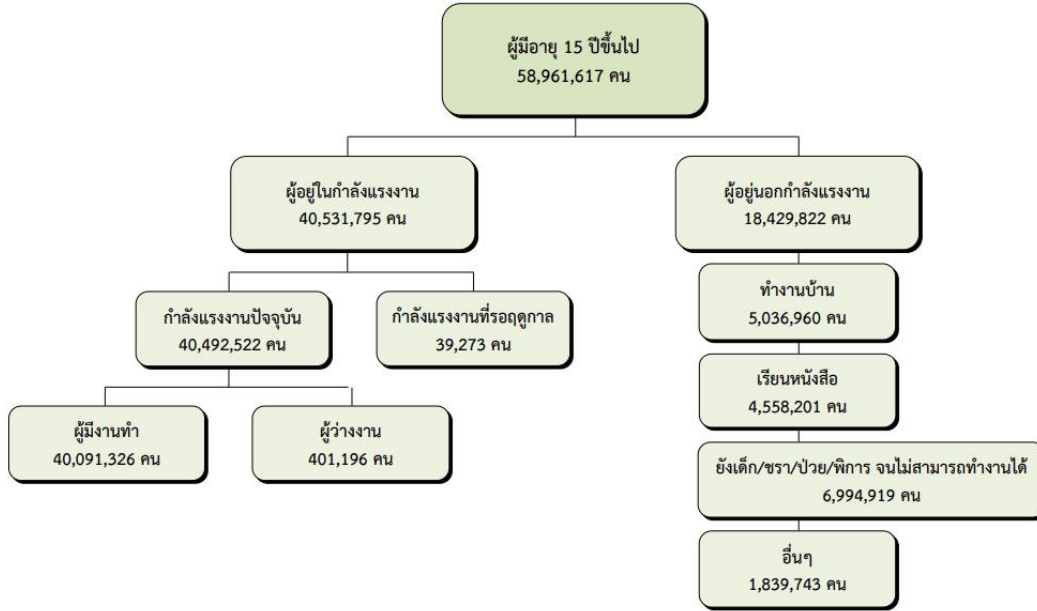 ผู้มีอายุ 15 ปีขึ้นไป
58,961,617 คน
ผู้อยู่ในกำลังแรงงาน
40,531,795 คน
ผู้อยู่นอกกำลังแรงงาน
18,429,822 คน
กำลังแรงงานปัจจุบัน
40,492,522 คน
กำลังแรงงานที่รอฤดูกาล
39,273 คน
ผู้มีงานทำ
40,091,326 คน
ผู้ว่างงาน
401,196 คน
ทำงานบ้าน
5,036,960 คน
เรียนหนังสือ
4,558,201 คน
ยังเด็ก/ชรา/ป่วย/พิการ จนไม่สามารถทำงานได้
6,994,919 คน
อื่นๆ
1,839,743 คน